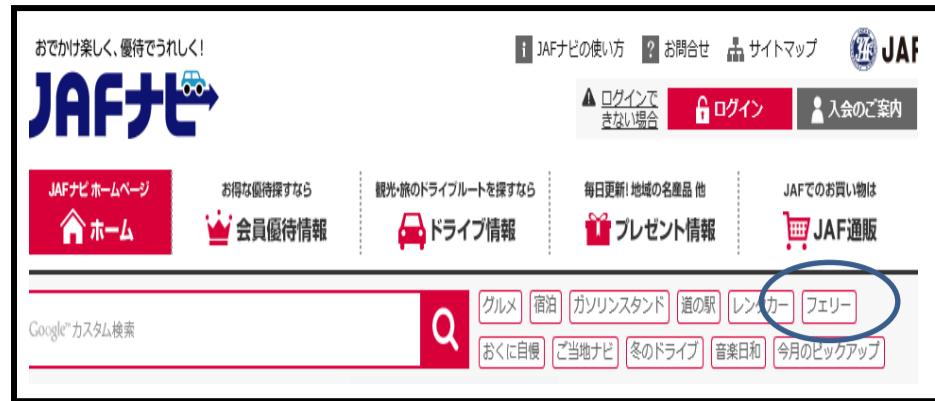 おでかけ楽しく、優待でうれしく!
JAFナビ
i JAFナビの使い方 ? お問合せ サイトマップ JAF
ログインで
きない場合
ログイン
入会のご案内
JAFナビ ホームページ
ホーム
お得な優待探すなら
会員優待情報
観光・旅のドライブルートを探すなら
ドライブ情報
毎日更新!地域の名産品 他
プレゼント情報
JAFでのお買い物は
JAF通販
Google™ カスタム検索
グルメ 宿泊 ガソリンスタンド 道の駅 レンタカー フェリー
おくに自慢 ご当地ナビ 冬のドライブ 音楽日和 今月のピックアップ